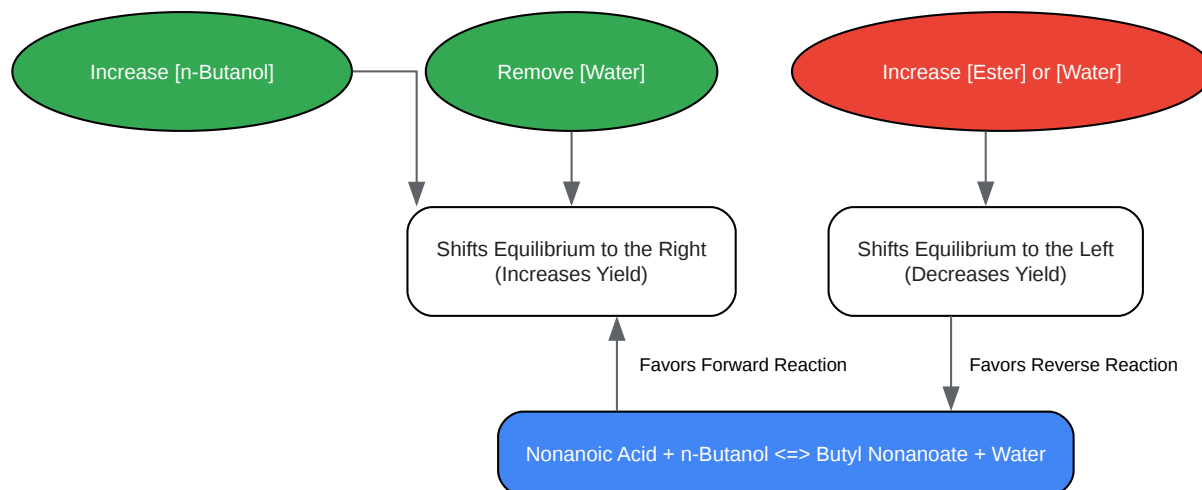 Increase [n-Butanol]
Remove [Water]
Increase [Ester] or [Water]
Shifts Equilibrium to the Right
(Increases Yield)
Shifts Equilibrium to the Left
(Decreases Yield)
Favors Forward Reaction
Favors Reverse Reaction
Nonanoic Acid + n-Butanol <=> Butyl Nonanoate + Water